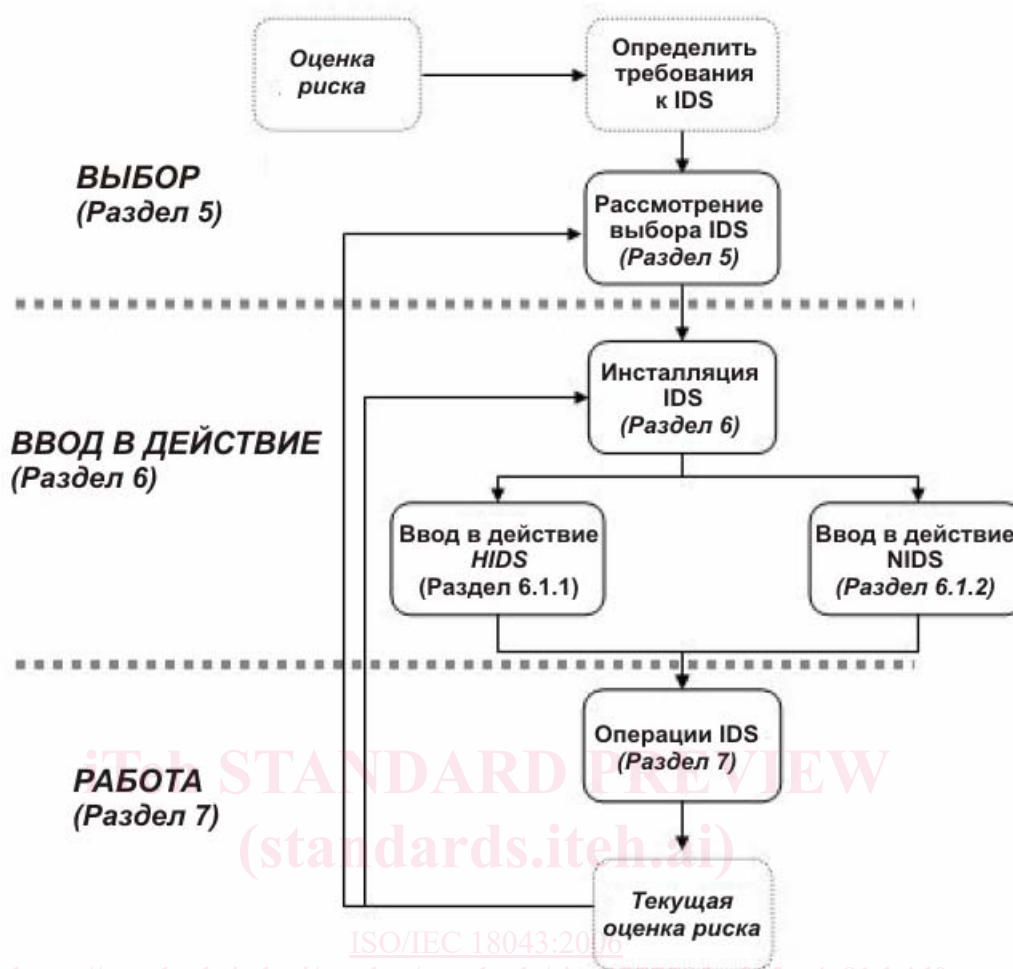 Оценка
риска
Определить
требования
к IDS
ВЫБОР
(Раздел 5)
Рассмотрение
выбора IDS
(Раздел 5)
Инсталляция
IDS
(Раздел 6)
ВВОД В ДЕЙСТВИЕ
(Раздел 6)
Ввод в действие
HIDS
(Раздел 6.1.1)
Ввод в действие
NIDS
(Раздел 6.1.2)
Операции IDS
(Раздел 7)
iTeh STANDARD PREVIEW
РАБОТА
(Раздел 7)
(standards.iteh.ai)
Текущая
оценка риска
ISO/IEC 18043:2006